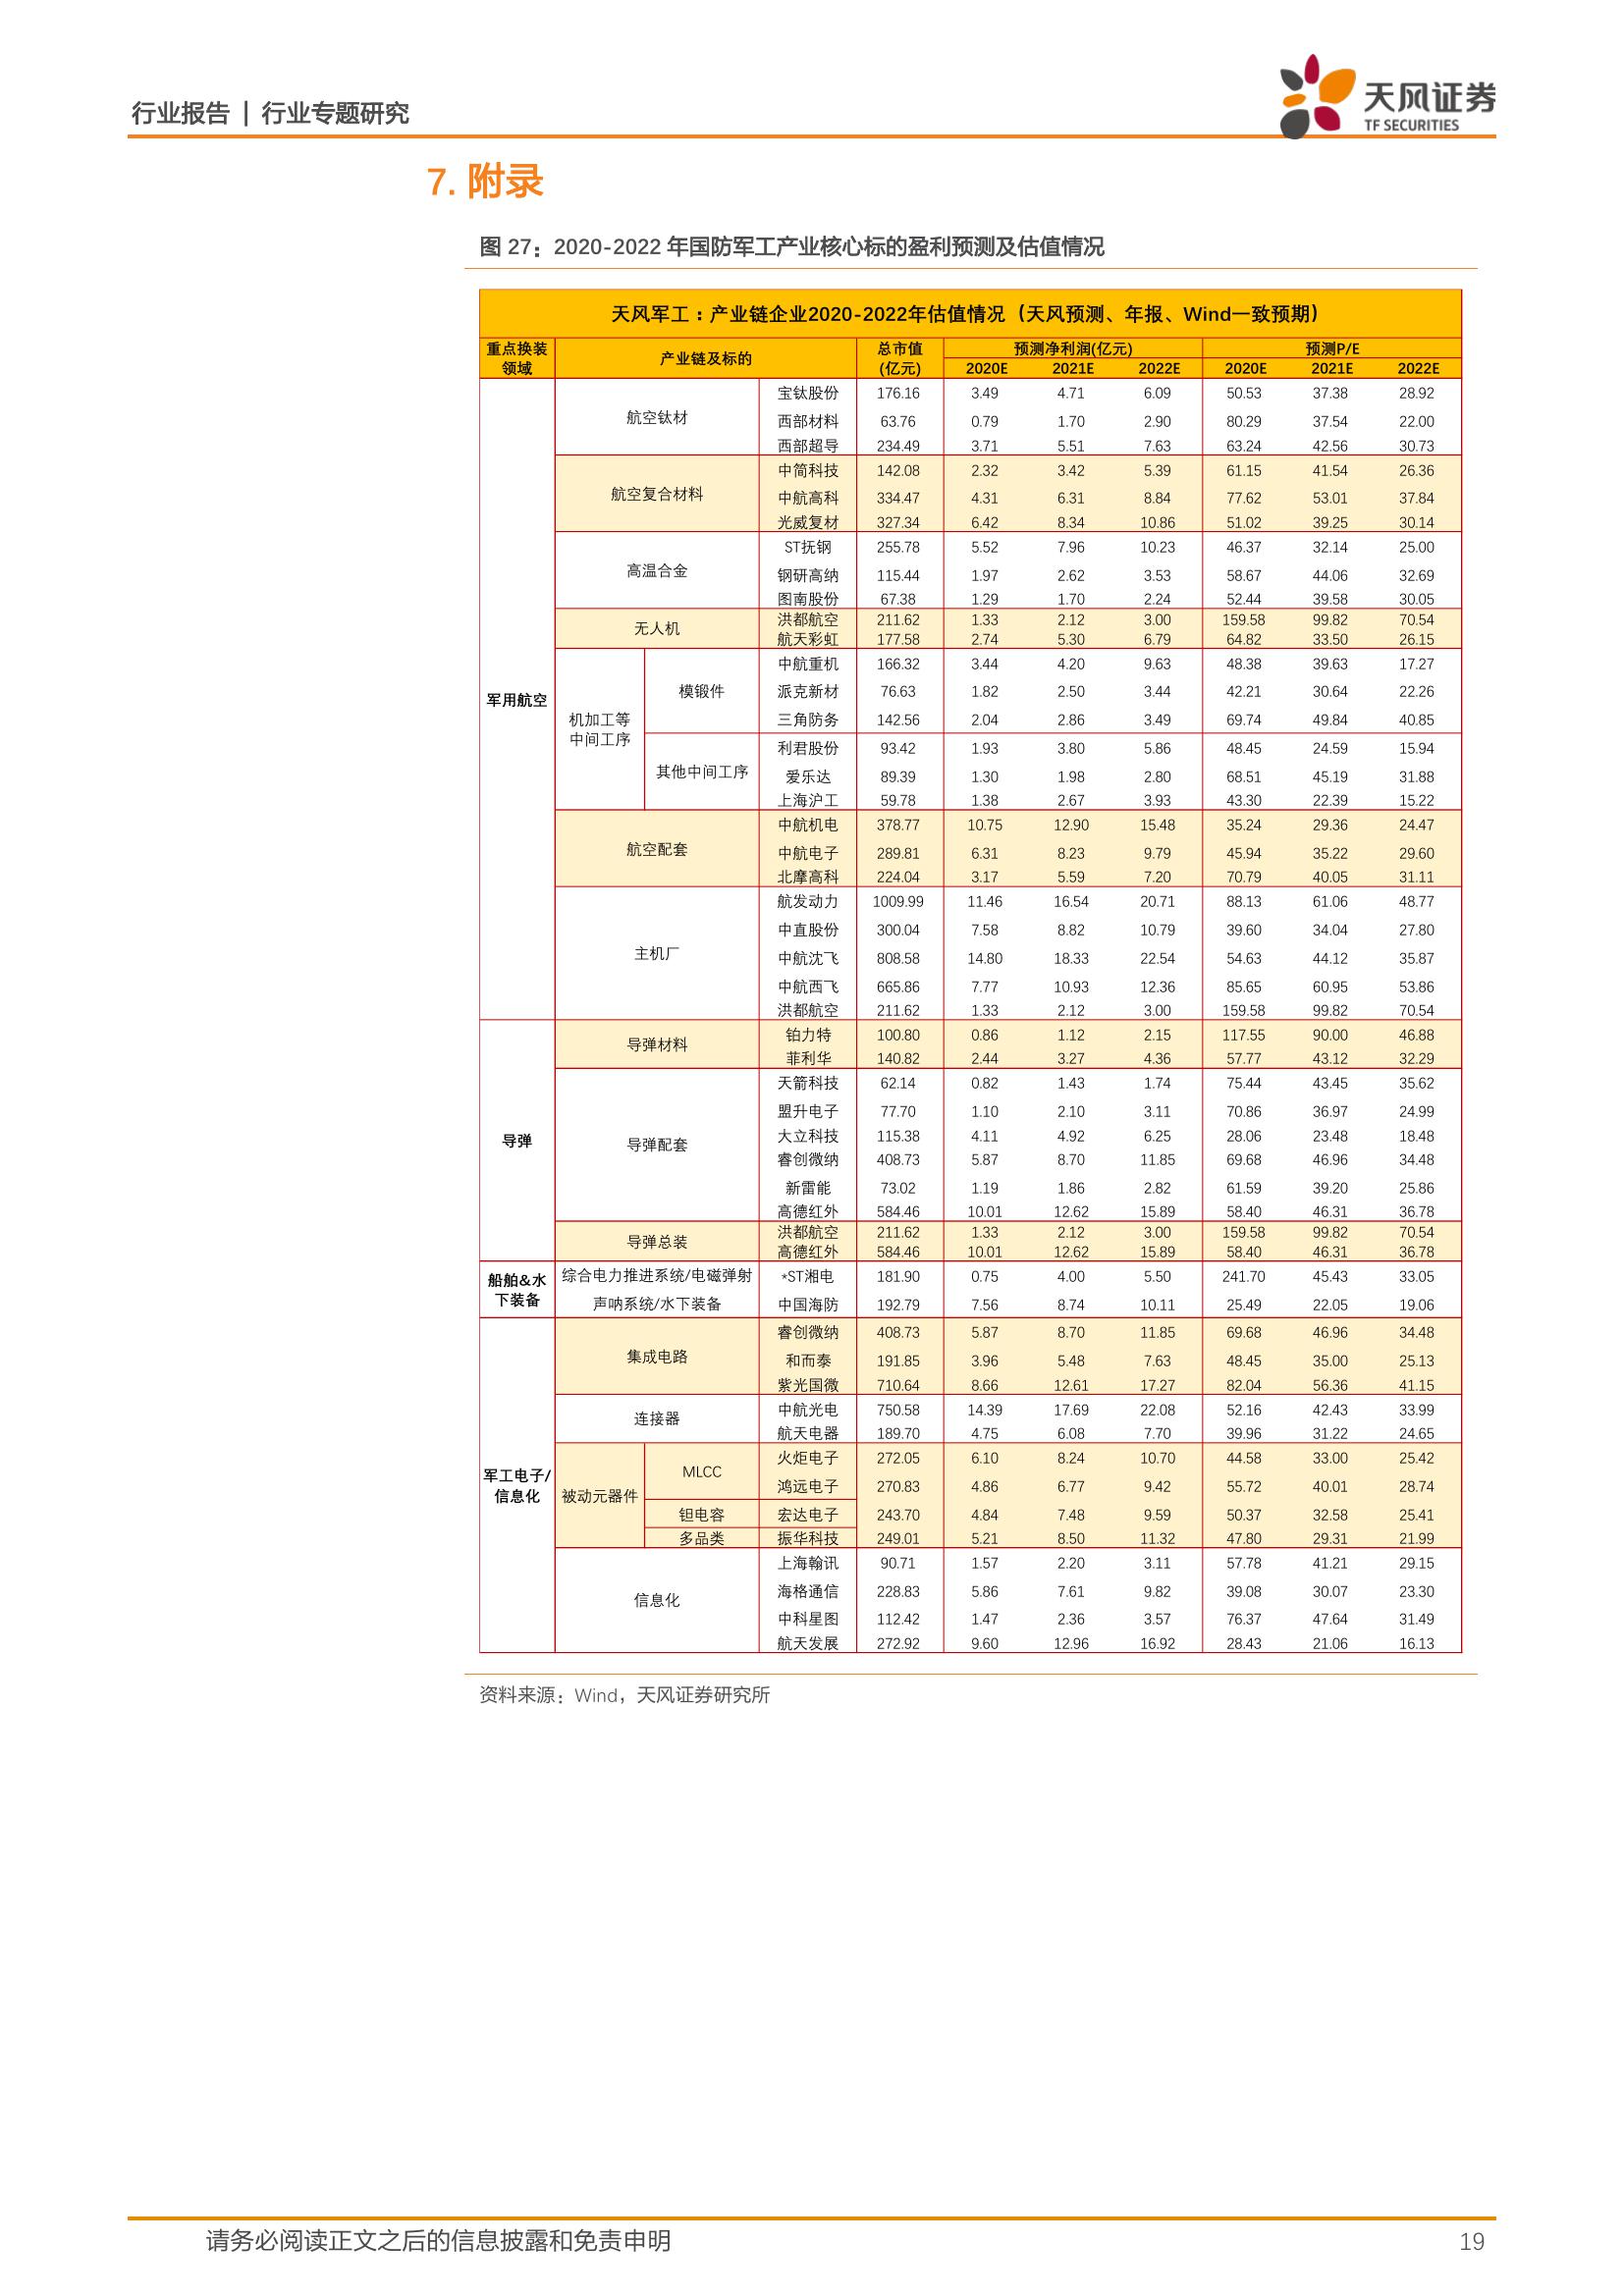 行业报告 | 行业专题研究
天风证券
TF SECURITIES
7. 附录
图 27：2020-2022 年国防军工产业核心标的盈利预测及估值情况
天风军工：产业链企业2020-2022年估值情况（天风预测、年报、Wind一致预期）
重点换装领域 产业链及标的 总市值(亿元) 预测净利润(亿元) 预测P/E
2020E 2021E 2022E 2020E 2021E 2022E
军用航空
航空钛材
宝钛股份 176.16 3.49 4.71 6.09 50.53 37.38 28.92
西部材料 63.76 0.79 1.70 2.90 80.29 37.54 22.00
西部超导 234.49 3.71 5.51 7.63 63.24 42.56 30.73
航空复合材料
中简科技 142.08 2.32 3.42 5.39 61.15 41.54 26.36
中航高科 334.47 4.31 6.31 8.84 77.62 53.01 37.84
光威复材 327.34 6.42 8.34 10.86 51.02 39.25 30.14
高温合金
ST抚钢 255.78 5.52 7.96 10.23 46.37 32.14 25.00
钢研高纳 115.44 1.97 2.62 3.53 58.67 44.06 32.69
图南股份 67.38 1.29 1.70 2.24 52.44 39.58 30.05
无人机
洪都航空 211.62 1.33 2.12 3.00 159.58 99.82 70.54
航天彩虹 177.58 2.74 5.30 6.79 64.82 33.50 26.15
机加工等
中间工序
模锻件
中航重机 166.32 3.44 4.20 9.63 48.38 39.63 17.27
派克新材 76.63 1.82 2.50 3.44 42.21 30.64 22.26
三角防务 142.56 2.04 2.86 3.49 69.74 49.84 40.85
其他中间工序
利君股份 93.42 1.93 3.80 5.86 48.45 24.59 15.94
爱乐达 89.39 1.30 1.98 2.80 68.51 45.19 31.88
上海沪工 59.78 1.38 2.67 3.93 43.30 22.39 15.22
航空配套
中航机电 378.77 10.75 12.90 15.48 35.24 29.36 24.47
中航电子 289.81 6.31 8.23 9.79 45.94 35.22 29.60
北摩高科 224.04 3.17 5.59 7.20 70.79 40.05 31.11
主机厂
航发动力 1009.99 11.46 16.54 20.71 88.13 61.06 48.77
中直股份 300.04 7.58 8.82 10.79 39.60 34.04 27.80
中航沈飞 808.58 14.80 18.33 22.54 54.63 44.12 35.87
中航西飞 665.86 7.77 10.93 12.36 85.65 60.95 53.86
洪都航空 211.62 1.33 2.12 3.00 159.58 99.82 70.54
导弹
导弹材料
铂力特 100.80 0.86 1.12 2.15 117.55 90.00 46.88
菲利华 140.82 2.44 3.27 4.36 57.77 43.12 32.29
导弹配套
天箭科技 62.14 0.82 1.43 1.74 75.44 43.45 35.62
盟升电子 77.70 1.10 2.10 3.11 70.86 36.97 24.99
大立科技 115.38 4.11 4.92 6.25 28.06 23.48 18.48
睿创微纳 408.73 5.87 8.70 11.85 69.68 46.96 34.48
新雷能 73.02 1.19 1.86 2.82 61.59 39.20 25.86
高德红外 584.46 10.01 12.62 15.89 58.40 46.31 36.78
导弹总装
洪都航空 211.62 1.33 2.12 3.00 159.58 99.82 70.54
高德红外 584.46 10.01 12.62 15.89 58.40 46.31 36.78
船舶&水
下装备
综合电力推进系统/电磁弹射 *ST湘电 181.90 0.75 4.00 5.50 241.70 45.43 33.05
声呐系统/水下装备 中国海防 192.79 7.56 8.74 10.11 25.49 22.05 19.06
军工电子/
信息化
集成电路
睿创微纳 408.73 5.87 8.70 11.85 69.68 46.96 34.48
和而泰 191.85 3.96 5.48 7.63 48.45 35.00 25.13
紫光国微 710.64 8.66 12.61 17.27 82.04 56.36 41.15
连接器
中航光电 750.58 14.39 17.69 22.08 52.16 42.43 33.99
航天电器 189.70 4.75 6.08 7.70 39.96 31.22 24.65
被动元器件
MLCC
火炬电子 272.05 6.10 8.24 10.70 44.58 33.00 25.42
鸿远电子 270.83 4.86 6.77 9.42 55.72 40.01 28.74
钽电容 宏达电子 243.70 4.84 7.48 9.59 50.37 32.58 25.41
多品类 振华科技 249.01 5.21 8.50 11.32 47.80 29.31 21.99
信息化
上海瀚讯 90.71 1.57 2.20 3.11 57.78 41.21 29.15
海格通信 228.83 5.86 7.61 9.82 39.08 30.07 23.30
中科星图 112.42 1.47 2.36 3.57 76.37 47.64 31.49
航天发展 272.92 9.60 12.96 16.92 28.43 21.06 16.13
资料来源：Wind，天风证券研究所
请务必阅读正文之后的信息披露和免责申明 19